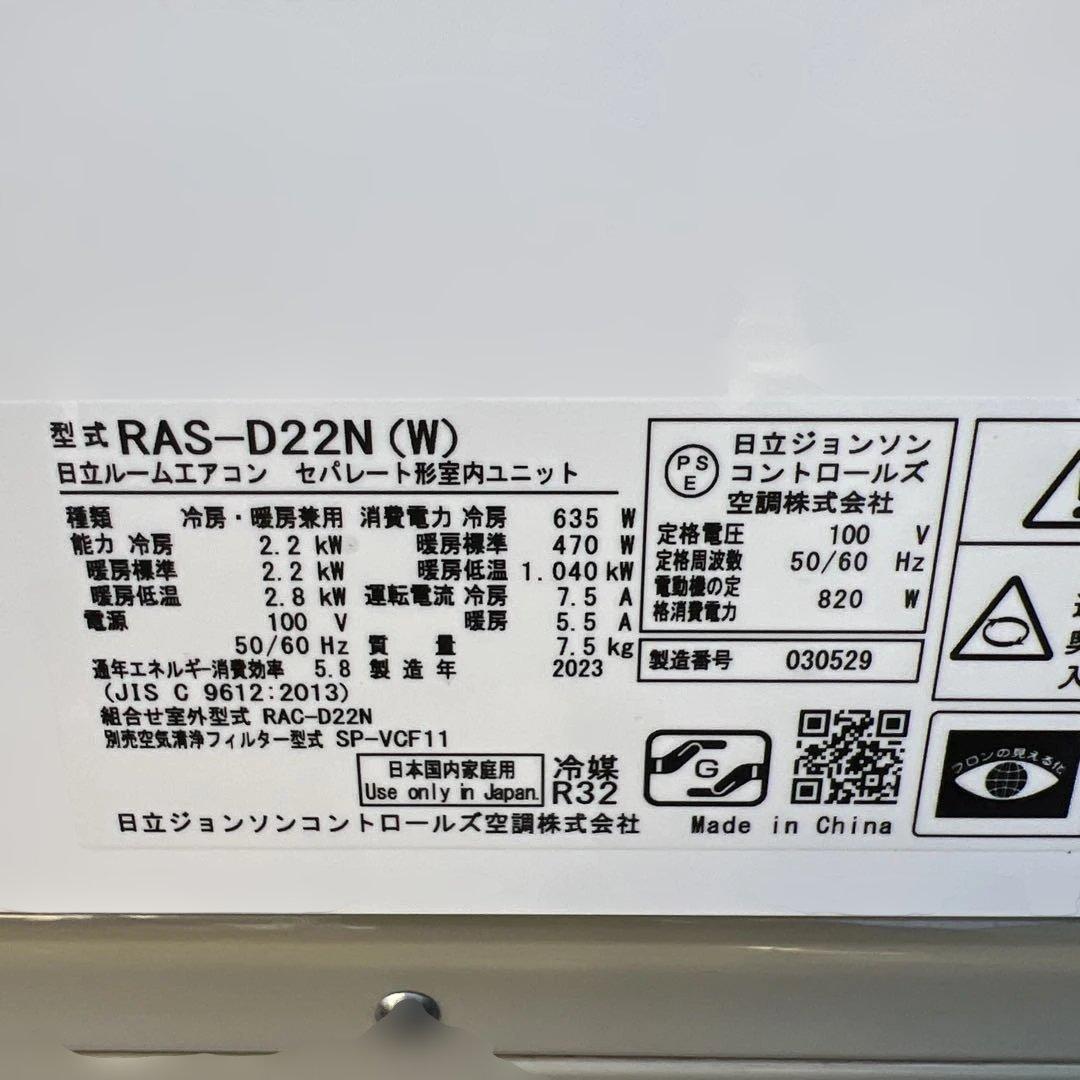 型式 RAS-D22N(W)
日立ルームエアコン セパレート形室内ユニット
種類 冷房・暖房兼用 消費電力 冷房 635 W
能力 冷房 2.2 kW 暖房標準 470 W
暖房標準 2.2 kW 暖房低温 1.040 kW
暖房低温 2.8 kW 運転電流 冷房 7.5 A
電源 100 V 暖房 5.5 A
50/60 Hz 質量 7.5 kg
通年エネルギー消費効率 5.8 製造年 2023
(JIS C 9612:2013)
組合せ室外型式 RAC-D22N
別売空気清浄フィルター型式 SP-VCF11
日本国内家庭用
Use only in Japan.
冷媒
R32
日立ジョンソンコントロールズ空調株式会社
PS
E
日立ジョンソン
コントロールズ
空調株式会社
定格電圧 100 V
定格周波数 50/60 Hz
電動機の定
格消費電力 820 W
製造番号 030529
G
Made in China
フロンの見える化
奥
入